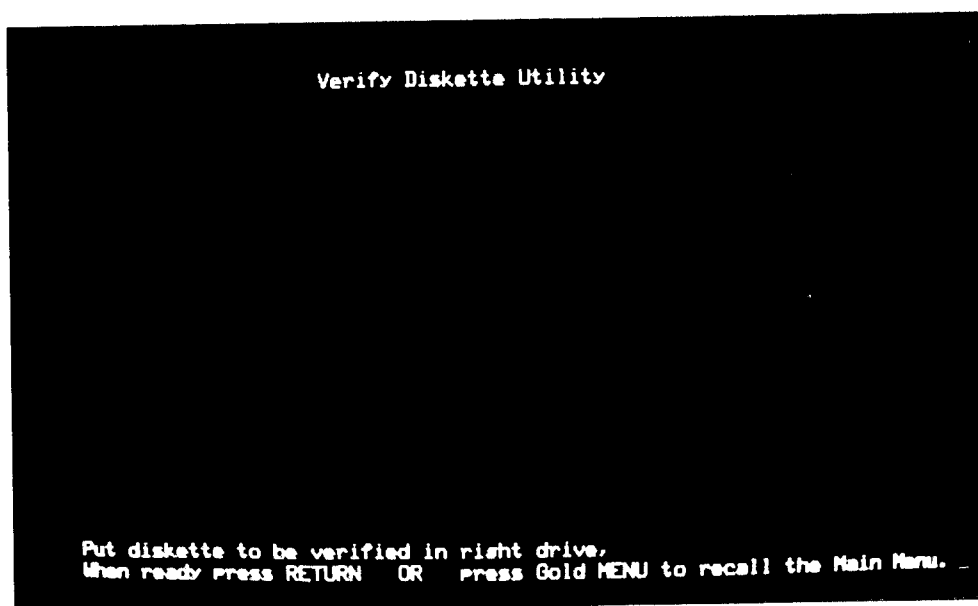 Verify Diskette Utility
Put diskette to be verified in right drive,
When ready press RETURN OR press Gold MENU to recall the Main Menu. _